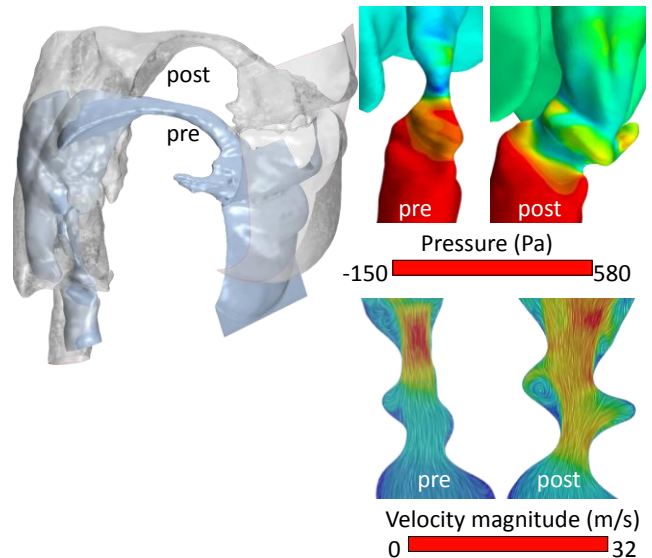 post
pre
pre
post
Pressure (Pa)
-150 580
pre
post
Velocity magnitude (m/s)
0 32